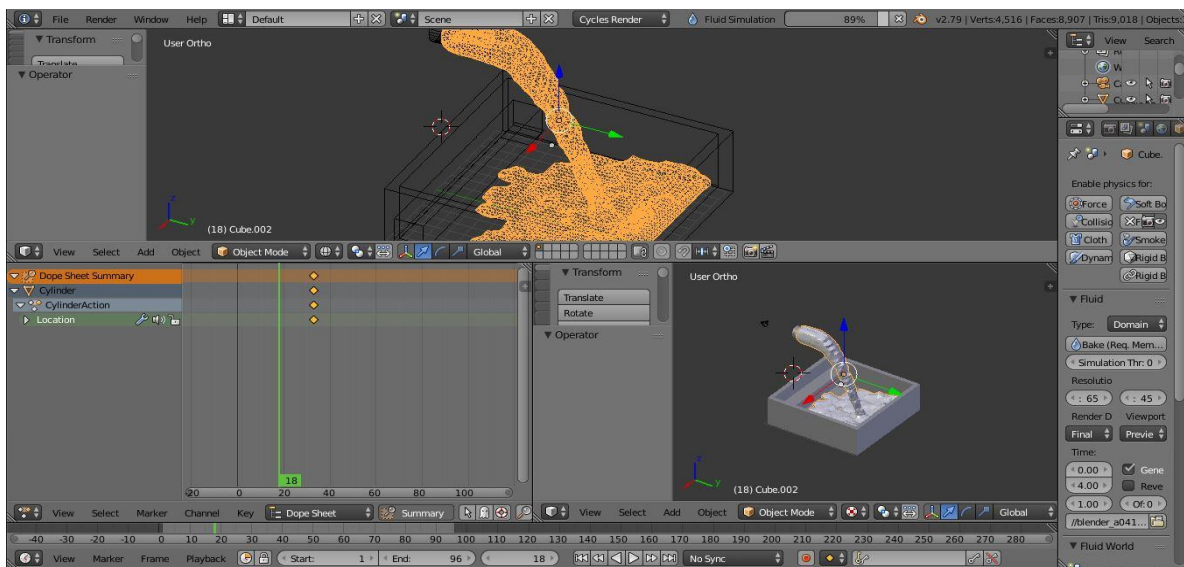 File Render Window Help Default Scene Cycles Render Fluid Simulation 89% v2.79 | Verts:4,516 | Faces:8,907 | Tris:9,018 | Objects:
Transform
Translate
Operator
User Ortho
(18) Cube.002
View Search
Cube.
Enable physics for:
Force Soft Bo
Collisio F
Cloth Smoke
Dynam Rigid B
Rigid B
View Select Add Object Object Mode Global
Dope Sheet Summary
Cylinder
CylinderAction
Location
18
-20 0 20 40 60 80 100
View Select Marker Channel Key Dope Sheet Summary
Transform
Translate
Rotate
Operator
User Ortho
(18) Cube.002
View Select Add Object Object Mode Global
Fluid
Type: Domain
Bake (Req. Mem...
Simulation Thr: 0
Resolutio
: 65 : 45
Render D Viewport
Final Previe
Time:
0.00 Gene
4.00 Reve
1.00 Of: 0
//blender_a041...
Fluid World
-40 -30 -20 -10 0 10 20 30 40 50 60 70 80 90 100 110 120 130 140 150 160 170 180 190 200 210 220 230 240 250 260 270 280
View Marker Frame Playback Start: 1 End: 96 18 No Sync